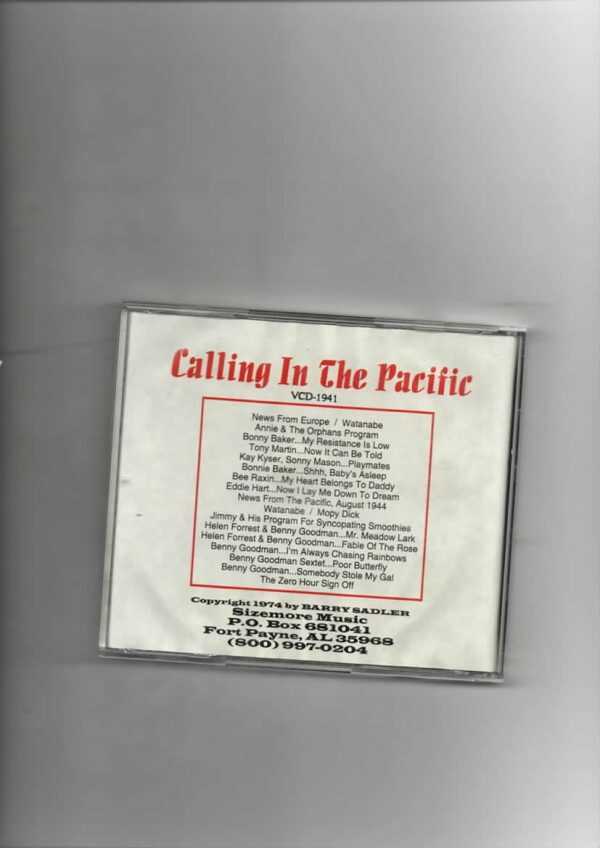 Calling In The Pacific
VCD-1941
News From Europe / Watanabe
Annie & The Orphans Program
Bonny Baker...My Resistance Is Low
Tony Martin...Now It Can Be Told
Kay Kyser, Sonny Mason...Playmates
Bonnie Baker...Shhh, Baby's Asleep
Bee Raxin...My Heart Belongs To Daddy
Eddie Hart...Now I Lay Me Down To Dream
News From The Pacific, August 1944
Watanabe / Mopy Dick
Jimmy & His Program For Syncopating Smoothies
Helen Forrest & Benny Goodman...Mr. Meadow Lark
Helen Forrest & Benny Goodman...Fable Of The Rose
Benny Goodman...I'm Always Chasing Rainbows
Benny Goodman Sextet...Poor Butterfly
Benny Goodman...Somebody Stole My Gal
The Zero Hour Sign Off
Copyright 1974 by BARRY SADLER
Sizemore Music
P.O. Box 681041
Fort Payne, AL 35968
(800) 997-0204